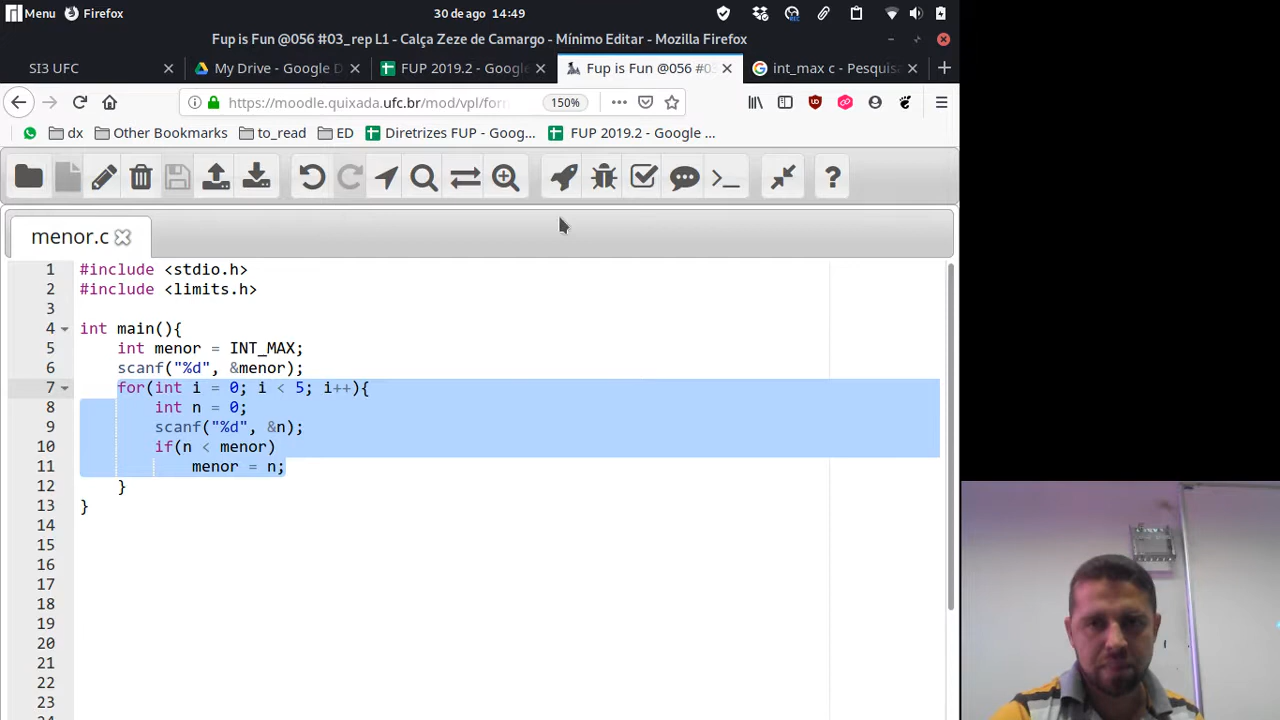 Menu Firefox 30 de ago 14:49
Fup is Fun @056 #03_rep L1 - Calça Zeze de Camargo - Mínimo Editar - Mozilla Firefox
SI3 UFC My Drive - Google D FUP 2019.2 - Google Fup is Fun @056 #03 int_max c - Pesquisa
https://moodle.quixada.ufc.br/mod/vpl/for 150%
dx Other Bookmarks to_read ED Diretrizes FUP - Goog... FUP 2019.2 - Google ...
menor.c
1 #include <stdio.h>
2 #include <limits.h>
3
4 int main(){
5 int menor = INT_MAX;
6 scanf("%d", &menor);
7 for(int i = 0; i < 5; i++){
8 int n = 0;
9 scanf("%d", &n);
10 if(n < menor)
11 menor = n;
12 }
13 }
14
15
16
17
18
19
20
21
22
23